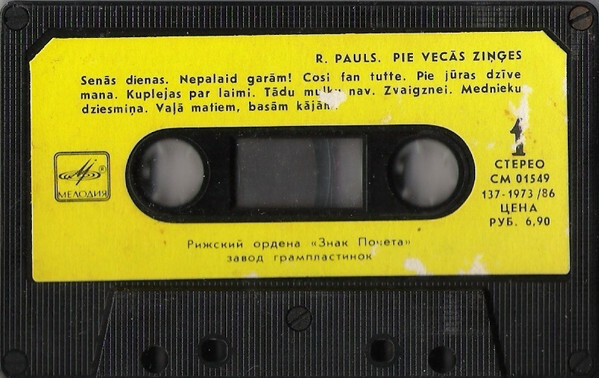 R. PAULS. PIE VECĀS ZIŅĢES
Senās dienas. Nepalaid garām! Cosi fan tutte. Pie jūras dzīve
mana. Kuplejas par laimi. Tādu muļķu nav. Zvaigznei. Mednieku
dziesmiņa. Vaļā matiem, basām kājām.
1
СТЕРЕО
СМ 01549
137-1973/86
ЦЕНА
РУБ. 6,90
МЕЛОДИЯ
Рижский ордена «Знак Почета»
завод грампластинок